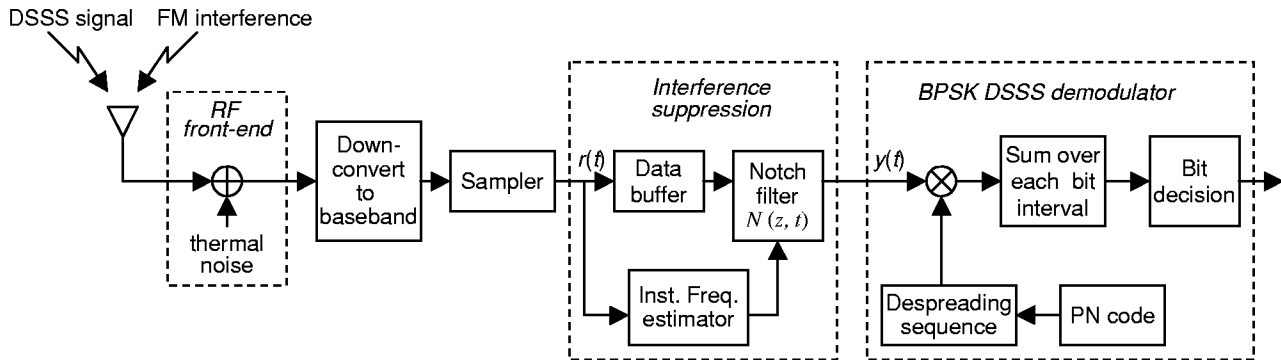 DSSS signal
FM interference
RF
front-end
thermal
noise
Down-
convert
to
baseband
Sampler
r(t)
Interference
suppression
Data
buffer
Notch
filter
N (z, t)
Inst. Freq.
estimator
y(t)
BPSK DSSS demodulator
Sum over
each bit
interval
Bit
decision
Despreading
sequence
PN code